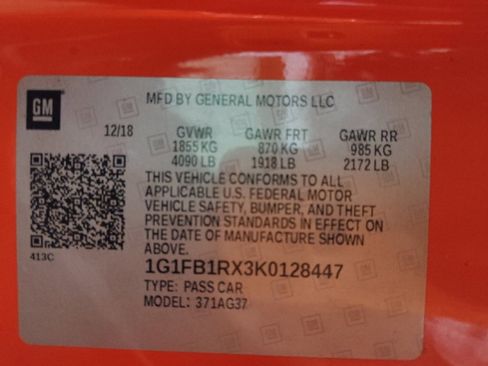 GM
MFD BY GENERAL MOTORS LLC
12/18 GVWR GAWR FRT GAWR RR
1855 KG 870 KG 985 KG
4090 LB 1918 LB 2172 LB
THIS VEHICLE CONFORMS TO ALL
APPLICABLE U.S. FEDERAL MOTOR
VEHICLE SAFETY, BUMPER, AND THEFT
PREVENTION STANDARDS IN EFFECT ON
THE DATE OF MANUFACTURE SHOWN
ABOVE.
413C
1G1FB1RX3K0128447
TYPE: PASS CAR
MODEL: 371AG37